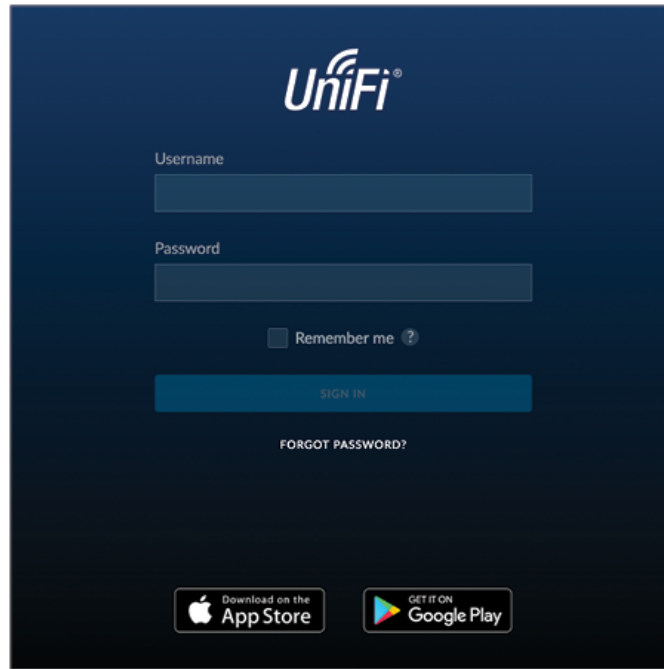 UniFi®
Username
Password
Remember me ?
SIGN IN
FORGOT PASSWORD?
Download on the
App Store
GET IT ON
Google Play